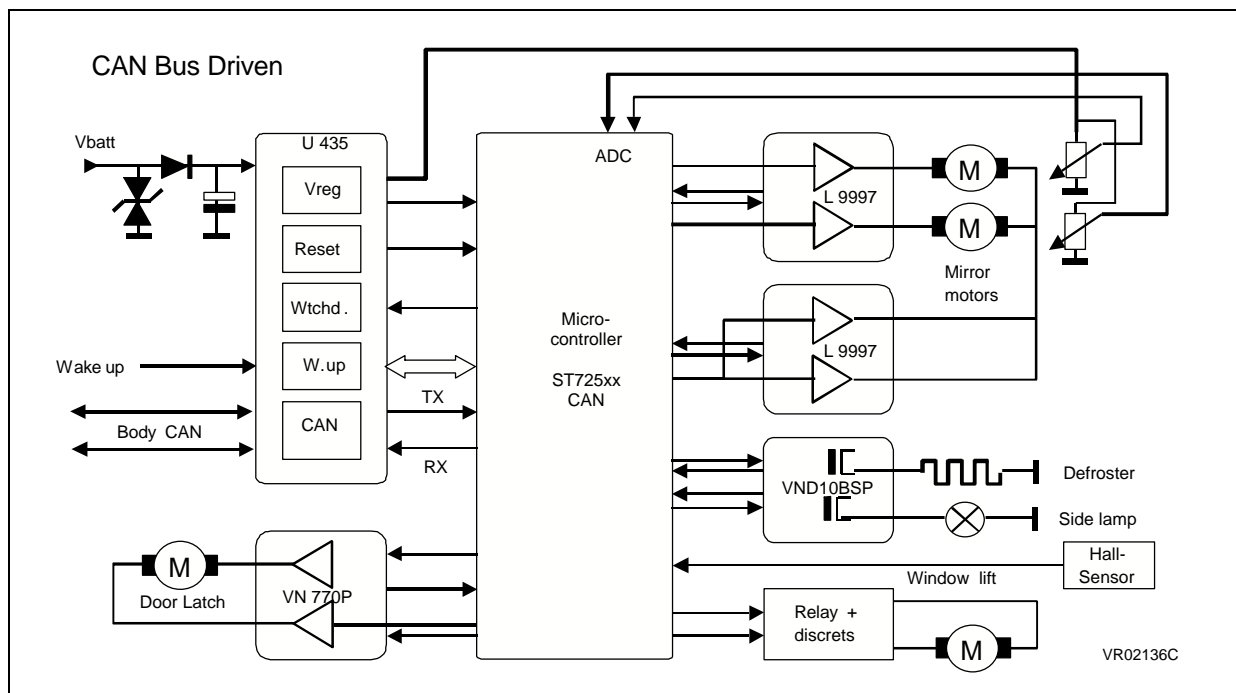 CAN Bus Driven
Vbatt
U 435
Vreg
Reset
Wtchd .
W.up
CAN
Wake up
Body CAN
TX
RX
ADC
Micro-
controller
ST725xx
CAN
L 9997
M
M
Mirror
motors
L 9997
VND10BSP
Defroster
Side lamp
Hall-
Sensor
Window lift
M
Door Latch
VN 770P
Relay +
discrets
M
VR02136C